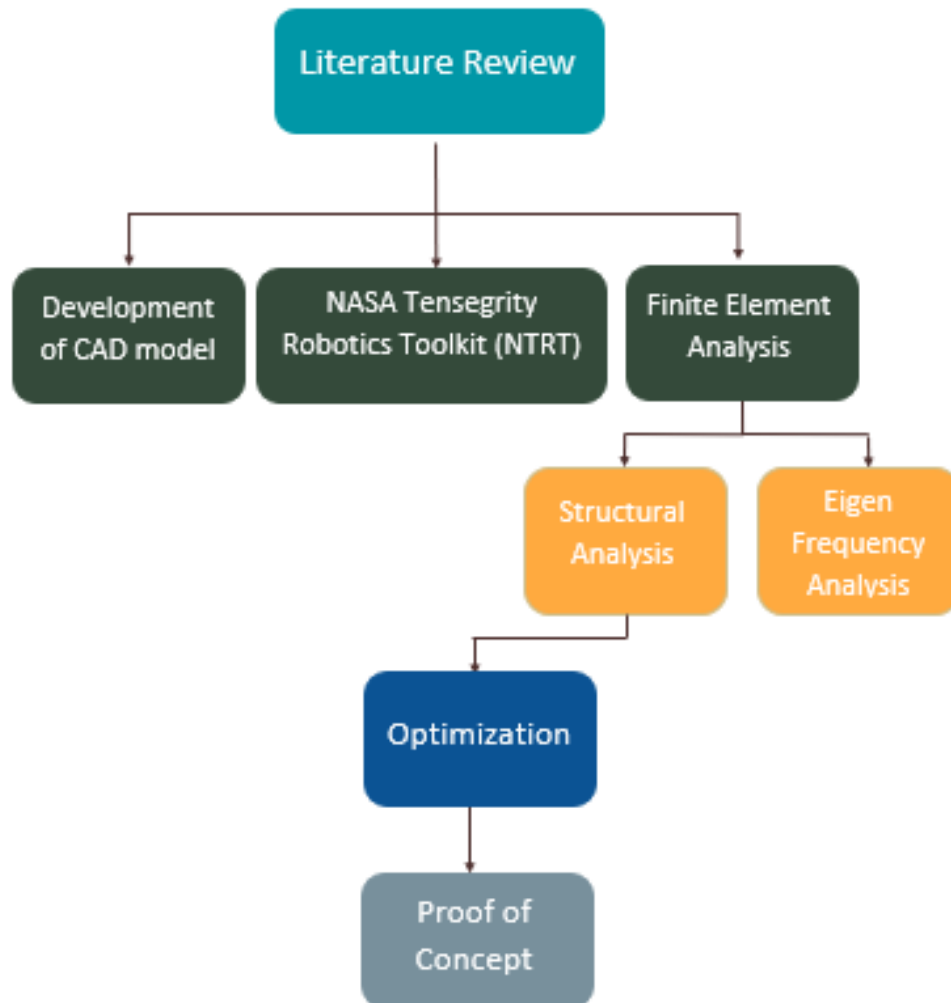 Literature Review
Development
of CAD model
NASA Tensegrity
Robotics Toolkit (NTRT)
Finite Element
Analysis
Structural
Analysis
Eigen
Frequency
Analysis
Optimization
Proof of
Concept